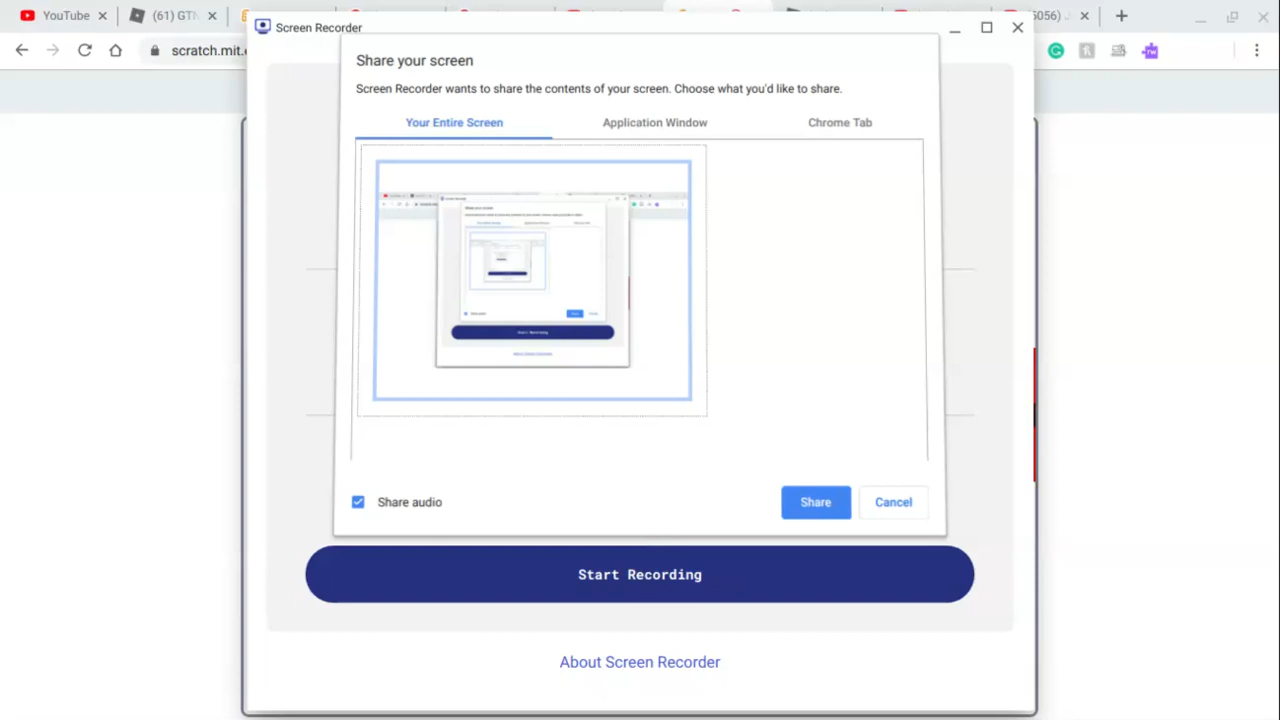 YouTube
(61) GTN
5056) J
Screen Recorder
scratch.mit.
Share your screen
Screen Recorder wants to share the contents of your screen. Choose what you'd like to share.
Your Entire Screen
Application Window
Chrome Tab
Share audio
Share
Cancel
Start Recording
About Screen Recorder